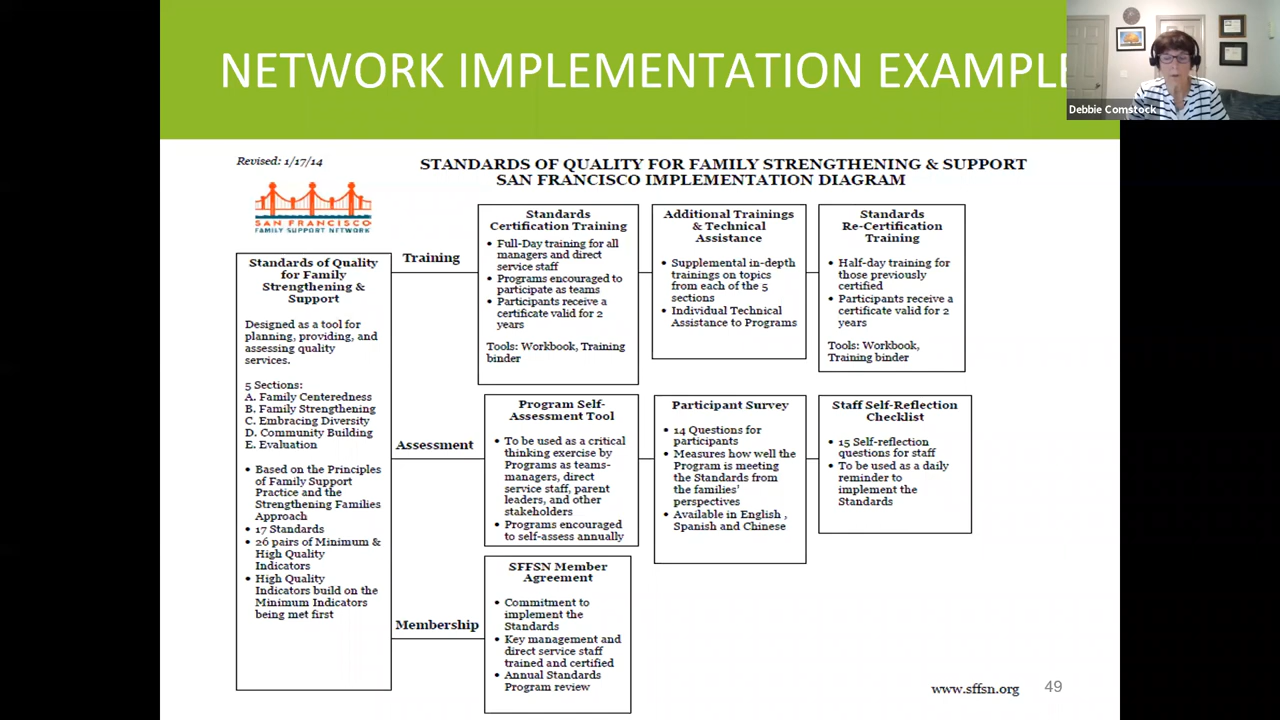 NETWORK IMPLEMENTATION EXAMPLE
Debbie Comstock
Revised: 1/17/14
STANDARDS OF QUALITY FOR FAMILY STRENGTHENING & SUPPORT
SAN FRANCISCO IMPLEMENTATION DIAGRAM
SAN FRANCISCO
FAMILY SUPPORT NETWORK
Standards of Quality
for Family
Strengthening &
Support
Designed as a tool for
planning, providing, and
assessing quality
services.
5 Sections:
A. Family Centeredness
B. Family Strengthening
C. Embracing Diversity
D. Community Building
E. Evaluation
• Based on the Principles
of Family Support
Practice and the
Strengthening Families
Approach
• 17 Standards
• 26 pairs of Minimum &
High Quality
Indicators
• High Quality
Indicators build on the
Minimum Indicators
being met first
Training
Standards
Certification Training
• Full-Day training for all
managers and direct
service staff
• Programs encouraged to
participate as teams
• Participants receive a
certificate valid for 2
years
Tools: Workbook, Training
binder
Additional Trainings
& Technical
Assistance
• Supplemental in-depth
trainings on topics
from each of the 5
sections
• Individual Technical
Assistance to Programs
Standards
Re-Certification
Training
• Half-day training for
those previously
certified
• Participants receive a
certificate valid for 2
years
Tools: Workbook,
Training binder
Assessment
Program Self-
Assessment Tool
• To be used as a critical
thinking exercise by
Programs as teams-
managers, direct
service staff, parent
leaders, and other
stakeholders
• Programs encouraged
to self-assess annually
Participant Survey
• 14 Questions for
participants
• Measures how well the
Program is meeting
the Standards from
the families'
perspectives
• Available in English ,
Spanish and Chinese
Staff Self-Reflection
Checklist
• 15 Self-reflection
questions for staff
• To be used as a daily
reminder to
implement the
Standards
Membership
SFFSN Member
Agreement
• Commitment to
implement the
Standards
• Key management and
direct service staff
trained and certified
• Annual Standards
Program review
www.sffsn.org
49